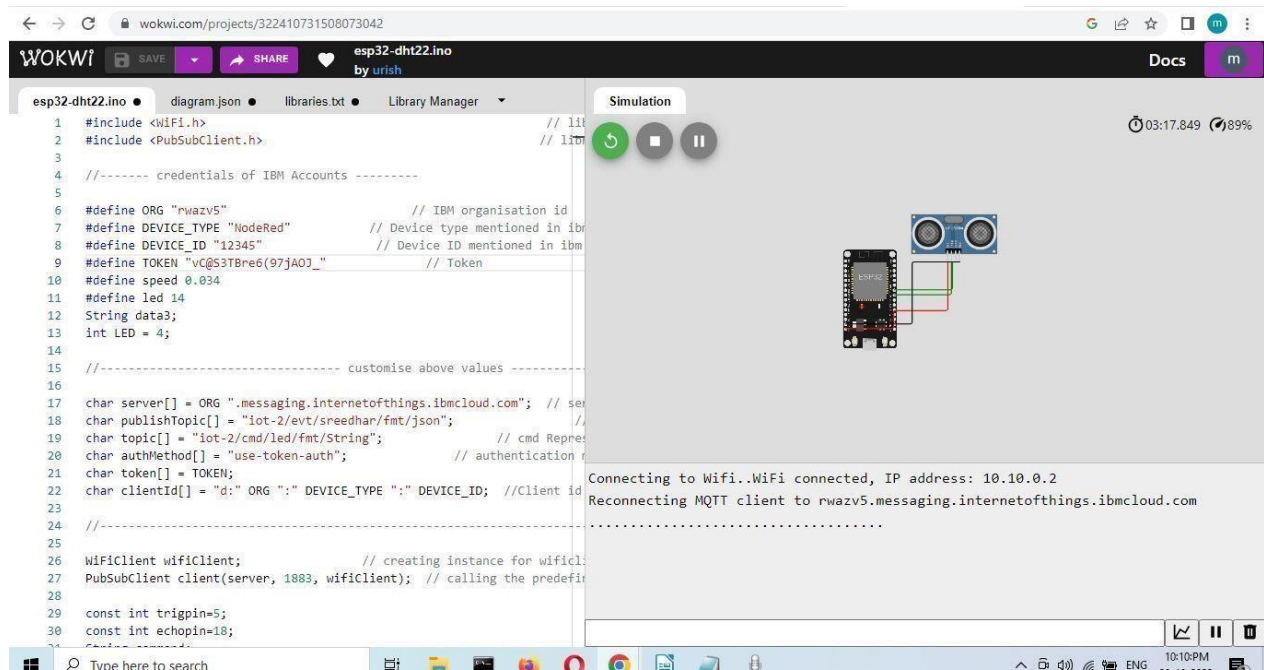 wokwi.com/projects/322410731508073042
G
m
WOKWi
SAVE
SHARE
esp32-dht22.ino
by urish
Docs
m
esp32-dht22.ino ●
diagram.json ●
libraries.txt ●
Library Manager
Simulation
03:17.849
89%
1 #include <WiFi.h> // lib
2 #include <PubSubClient.h> // libr
3
4 //------- credentials of IBM Accounts ---------
5
6 #define ORG "rwazv5" // IBM organisation id
7 #define DEVICE_TYPE "NodeRed" // Device type mentioned in ibm
8 #define DEVICE_ID "12345" // Device ID mentioned in ibm
9 #define TOKEN "vC@S3TBre6(97jAOJ_" // Token
10 #define speed 0.034
11 #define led 14
12 String data3;
13 int LED = 4;
14
15 //-------------------------------- customise above values ----------
16
17 char server[] = ORG ".messaging.internetofthings.ibmcloud.com"; // ser
18 char publishTopic[] = "iot-2/evt/sreedhar/fmt/json"; //
19 char topic[] = "iot-2/cmd/led/fmt/String"; // cmd Repres
20 char authMethod[] = "use-token-auth"; // authentication
21 char token[] = TOKEN;
22 char clientId[] = "d:" ORG ":" DEVICE_TYPE ":" DEVICE_ID; //Client id
23
24 //----------------------------------------------------------------
25
26 WiFiClient wifiClient; // creating instance for wificli
27 PubSubClient client(server, 1883, wifiClient); // calling the predefin
28
29 const int trigpin=5;
30 const int echopin=18;
31 String command;
ESP32
Connecting to Wifi..WiFi connected, IP address: 10.10.0.2
Reconnecting MQTT client to rwazv5.messaging.internetofthings.ibmcloud.com
....................................
Type here to search
ENG
10:10PM